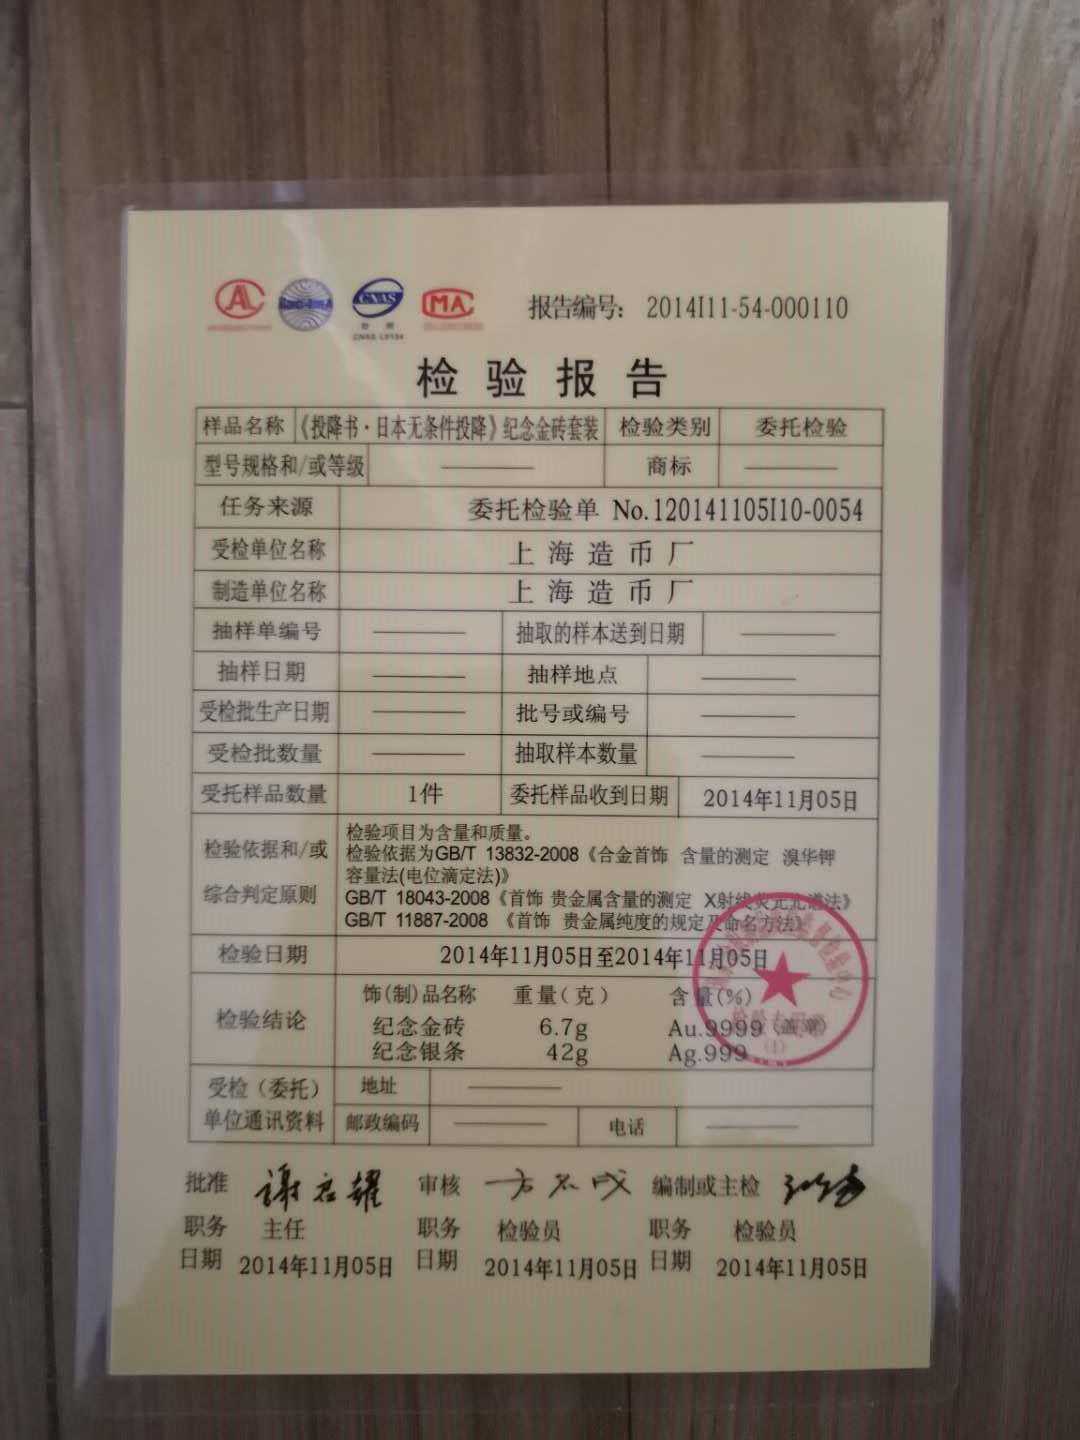 CNAS
MA
CNAS L0134
报告编号： 2014I11-54-000110
检验报告
样品名称 《投降书·日本无条件投降》纪念金砖套装 检验类别 委托检验
型号规格和/或等级 —— 商标 ——
任务来源 委托检验单 No.120141105I10-0054
受检单位名称 上海造币厂
制造单位名称 上海造币厂
抽样单编号 —— 抽取的样本送到日期 ——
抽样日期 —— 抽样地点 ——
受检批生产日期 —— 批号或编号 ——
受检批数量 —— 抽取样本数量 ——
受托样品数量 1件 委托样品收到日期 2014年11月05日
检验依据和/或
综合判定原则
检验项目为含量和质量。
检验依据为GB/T 13832-2008《合金首饰 含量的测定 溴华钾
容量法(电位滴定法)》
GB/T 18043-2008《首饰 贵金属含量的测定 X射线荧光光谱法》
GB/T 11887-2008 《首饰 贵金属纯度的规定及命名方法》
检验日期 2014年11月05日至2014年11月05日
检验结论
饰(制)品名称 重量(克) 含量(%)
纪念金砖 6.7g Au.9999 (盖章)
纪念银条 42g Ag.999
(1)
受检（委托）
单位通讯资料
地址 ——
邮政编码 —— 电话 ——
批准 审核 编制或主检
职务 主任 职务 检验员 职务 检验员
日期 2014年11月05日 日期 2014年11月05日 日期 2014年11月05日